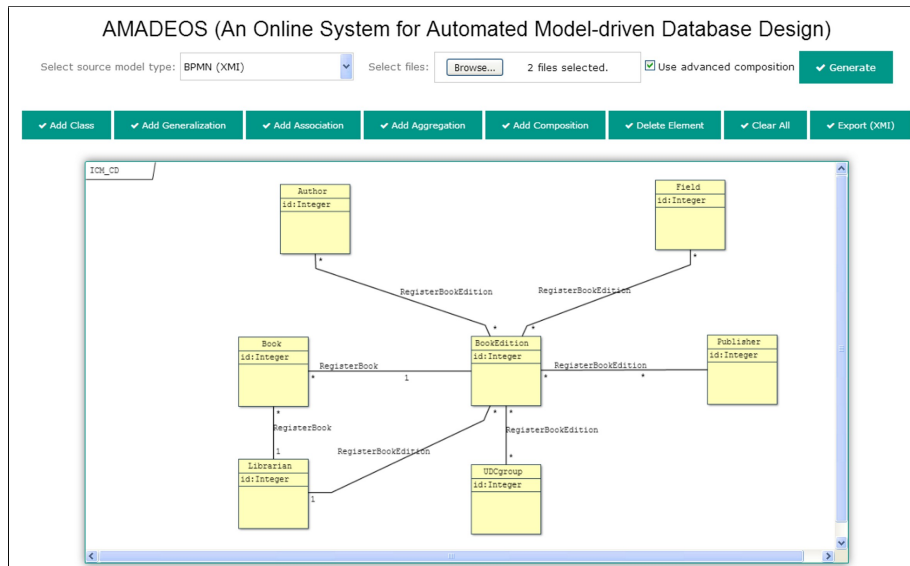 AMADEOS (An Online System for Automated Model-driven Database Design)
Select source model type: BPMN (XMI) Select files: Browse... 2 files selected. Use advanced composition Generate
Add Class Add Generalization Add Association Add Aggregation Add Composition Delete Element Clear All Export (XMI)
ICM_CD
Author
id:Integer
Field
id:Integer
* *
RegisterBookEdition RegisterBookEdition
* *
Book
id:Integer
BookEdition
id:Integer
Publisher
id:Integer
RegisterBook
* 1
RegisterBookEdition
* *
* * *
RegisterBook
RegisterBookEdition
RegisterBookEdition
1 *
Librarian
id:Integer
1
UDCgroup
id:Integer